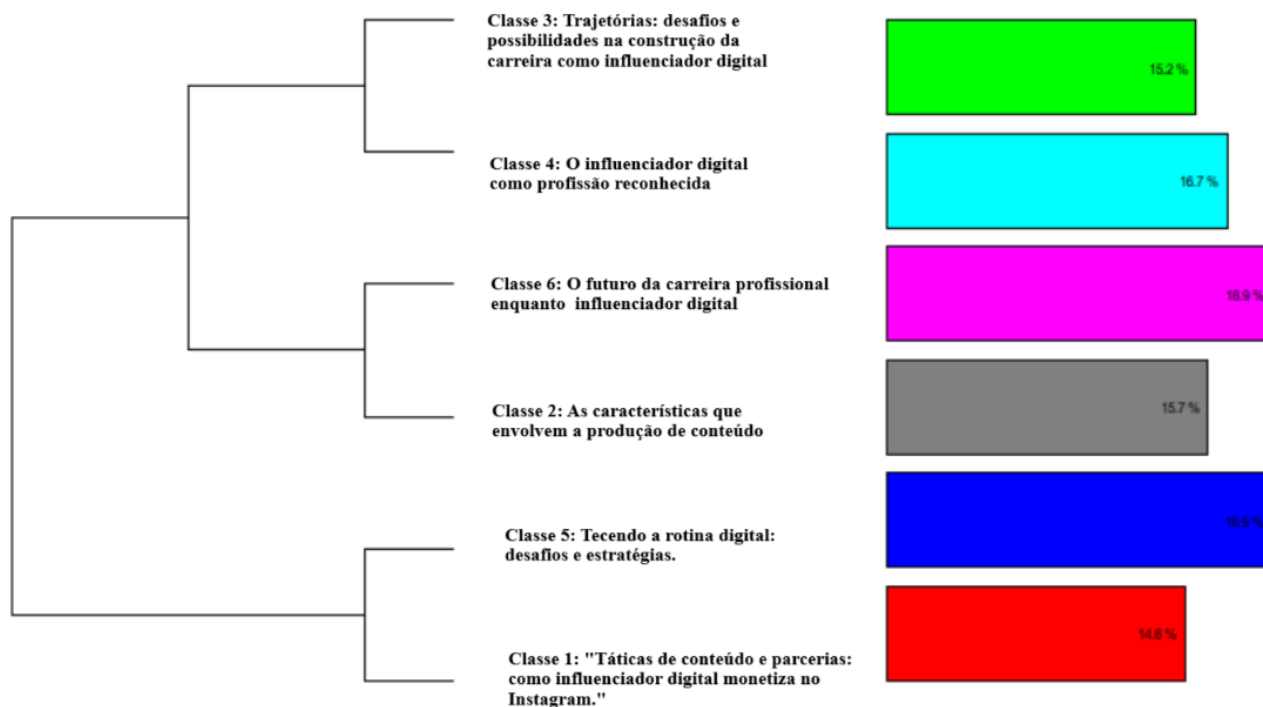 Classe 3: Trajetórias: desafios e
possibilidades na construção da
carreira como influenciador digital
15.2 %
Classe 4: O influenciador digital
como profissão reconhecida
16.7 %
Classe 6: O futuro da carreira profissional
enquanto influenciador digital
18.9 %
Classe 2: As características que
envolvem a produção de conteúdo
15.7 %
Classe 5: Tecendo a rotina digital:
desafios e estratégias.
18.9 %
Classe 1: "Táticas de conteúdo e parcerias:
como influenciador digital monetiza no
Instagram."
14.6 %